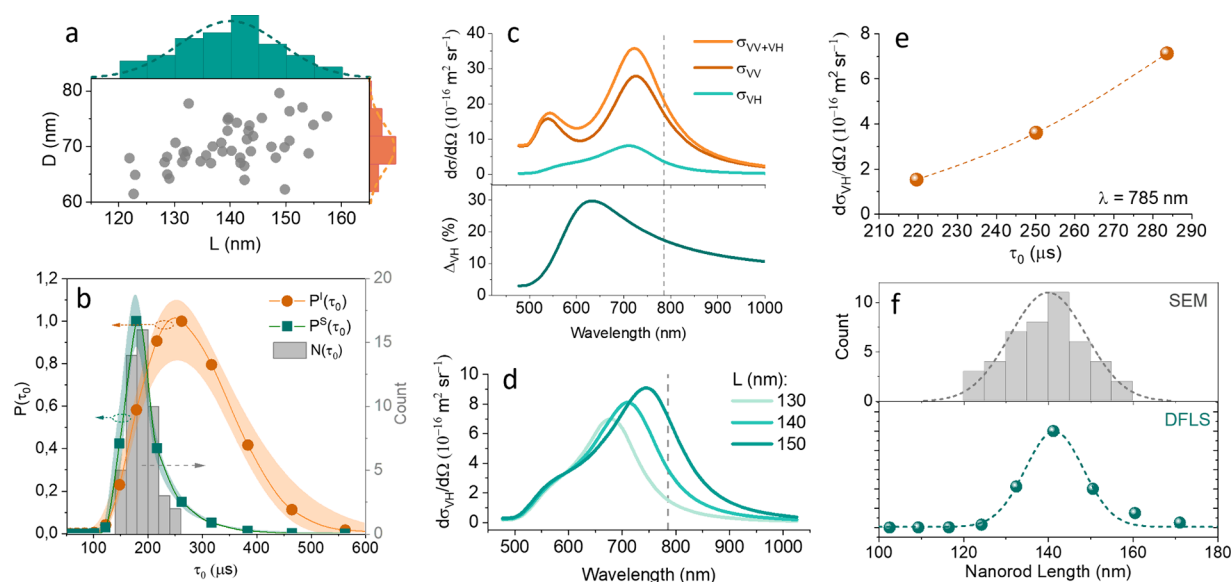 a
D (nm)
80
70
60
120 130 140 150 160
L (nm)
b
P(τ₀)
1,2
1,0
0,8
0,6
0,4
0,2
0,0
Pᴵ(τ₀)
Pˢ(τ₀)
N(τ₀)
20
15
10
5
0
Count
100 200 300 400 500 600
τ₀ (μs)
c
dσ/dΩ (10⁻¹⁶ m² sr⁻¹)
40
30
20
10
0
σVV+VH
σVV
σVH
ΔVH (%)
30
20
10
0
500 600 700 800 900 1000
Wavelength (nm)
d
dσVH/dΩ (10⁻¹⁶ m² sr⁻¹)
10
8
6
4
2
0
L (nm):
130
140
150
500 600 700 800 900 1000
Wavelength (nm)
e
dσVH/dΩ (10⁻¹⁶ m² sr⁻¹)
8
6
4
2
0
λ = 785 nm
210 220 230 240 250 260 270 280 290
τ₀ (μs)
f
SEM
Count
10
5
0
DFLS
100 120 140 160 180
Nanorod Length (nm)